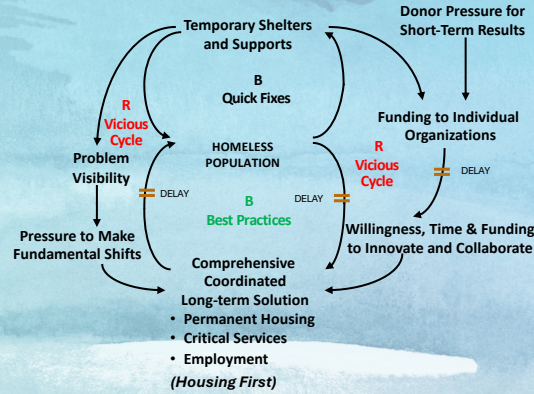 Donor Pressure for
Short-Term Results
Temporary Shelters
and Supports
B
Quick Fixes
R
Vicious
Cycle
Funding to Individual
Organizations
Problem
Visibility
HOMELESS
POPULATION
R
Vicious
Cycle
DELAY
DELAY
DELAY
B
Best Practices
Pressure to Make
Fundamental Shifts
Willingness, Time & Funding
to Innovate and Collaborate
Comprehensive
Coordinated
Long-term Solution
• Permanent Housing
• Critical Services
• Employment
(Housing First)